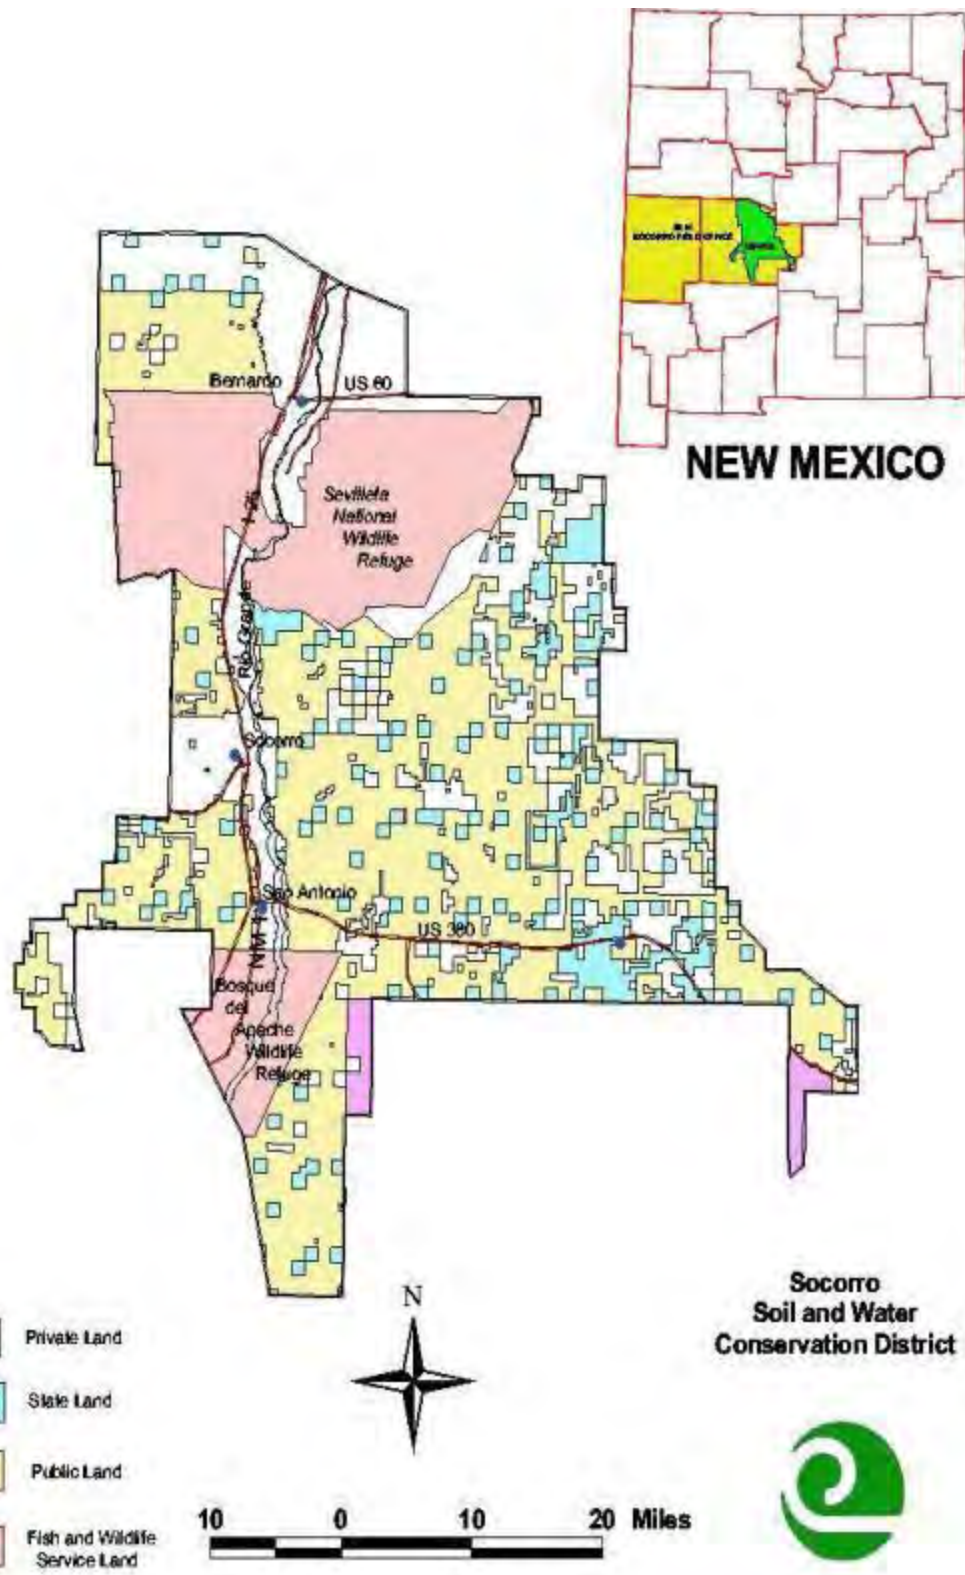 NEW MEXICO
Bernardo
US 60
Sevilleta
National
Wildlife
Refuge
I-25
Rio Grande
Socorro
San Antonio
US 380
NM 1
Bosque
del
Apache
Wildlife
Refuge
N
Socorro
Soil and Water
Conservation District
Private Land
State Land
Public Land
Fish and Wildlife
Service Land
10 0 10 20 Miles